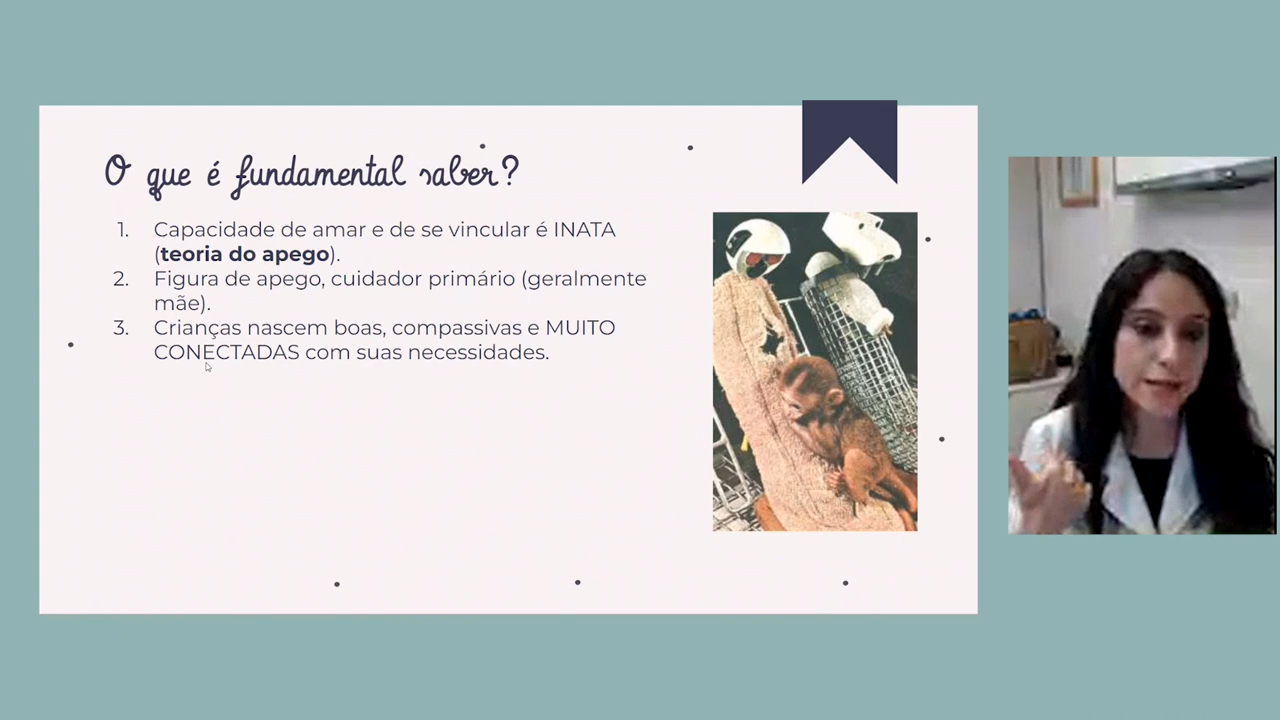 O que é fundamental saber?
1. Capacidade de amar e de se vincular é INATA
(teoria do apego).
2. Figura de apego, cuidador primário (geralmente
mãe).
3. Crianças nascem boas, compassivas e MUITO
CONECTADAS com suas necessidades.